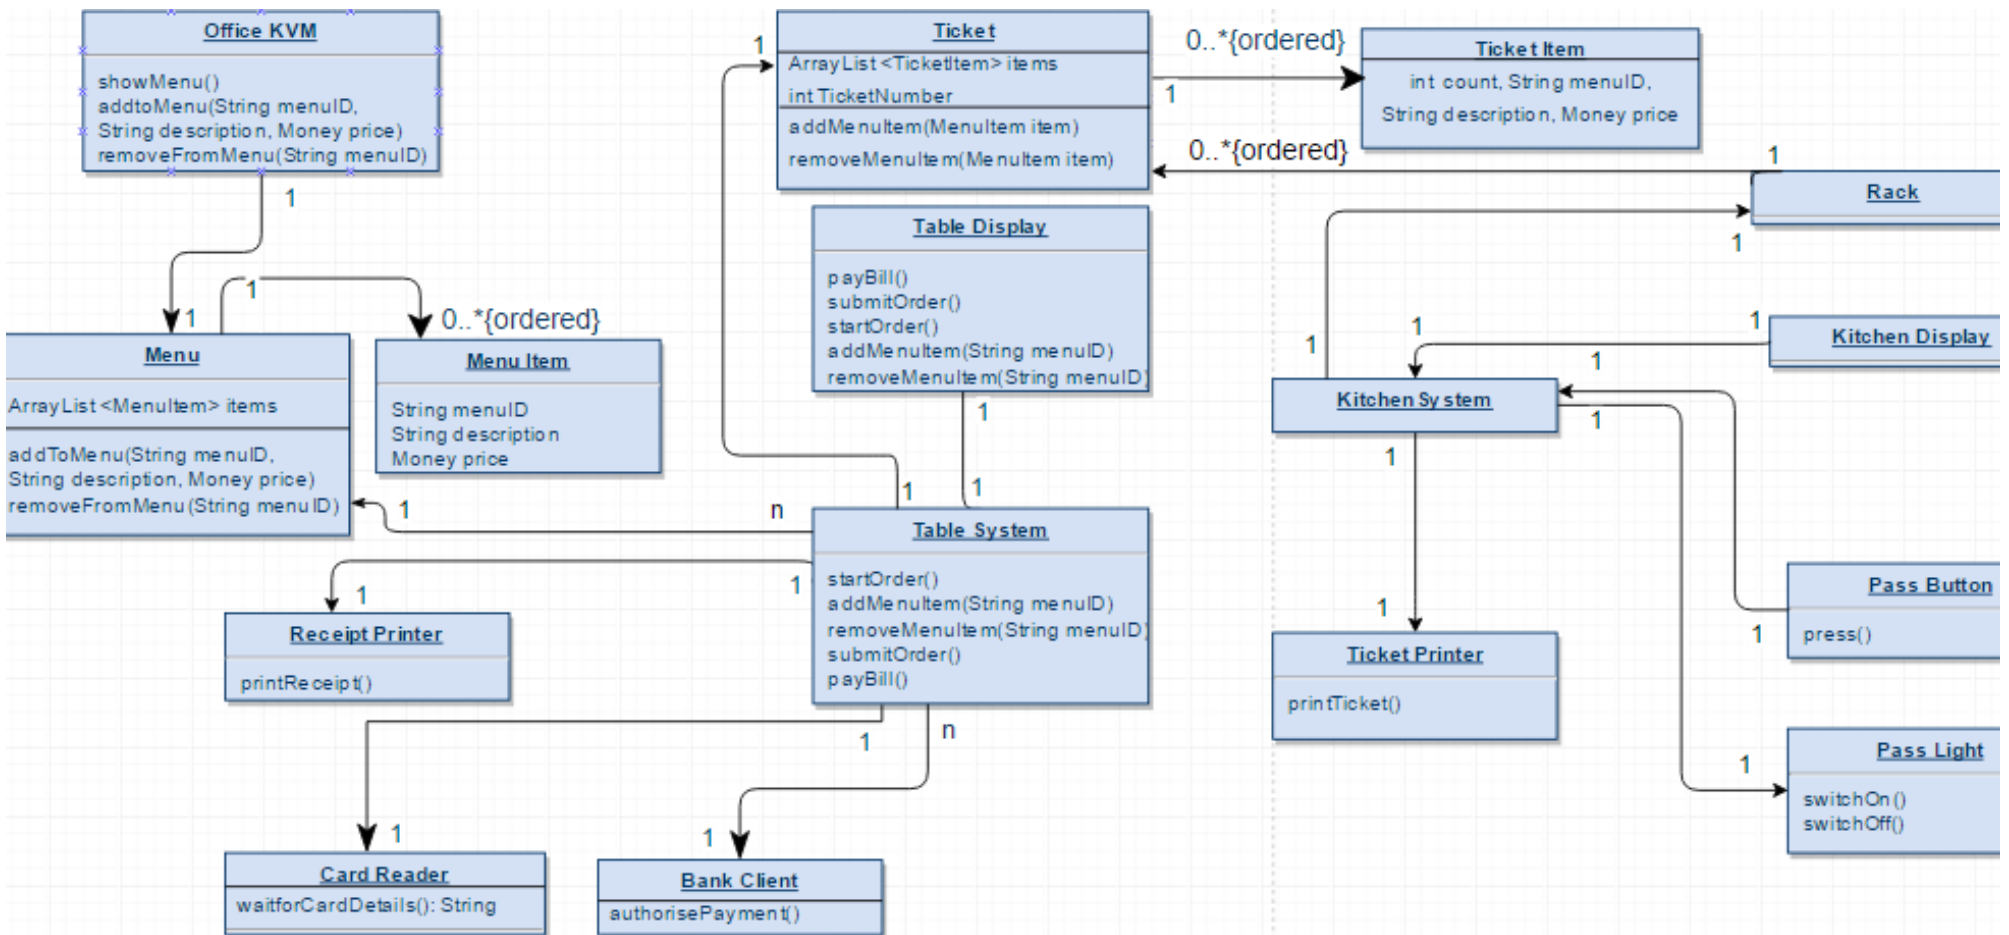 Office KVM
showMenu()
addtoMenu(String menuID,
String description, Money price)
removeFromMenu(String menuID)
1
1
Menu
ArrayList <MenuItem> items
addToMenu(String menuID,
String description, Money price)
removeFromMenu(String menuID)
1
0..*{ordered}
Menu Item
String menuID
String description
Money price
1
n
1
Ticket
ArrayList <TicketItem> items
int TicketNumber
addMenuItem(MenuItem item)
removeMenuItem(MenuItem item)
0..*{ordered}
1
Ticket Item
int count, String menuID,
String description, Money price
0..*{ordered}
1
Rack
1
Table Display
payBill()
submitOrder()
startOrder()
addMenuItem(String menuID)
removeMenuItem(String menuID)
1
1
1
Table System
startOrder()
addMenuItem(String menuID)
removeMenuItem(String menuID)
submitOrder()
payBill()
1
1
Receipt Printer
printReceipt()
1
n
1
Card Reader
waitforCardDetails(): String
1
Bank Client
authorisePayment()
1
1
1
1
Kitchen Display
Kitchen System
1
1
1
Ticket Printer
printTicket()
Pass Button
press()
1
1
Pass Light
switchOn()
switchOff()